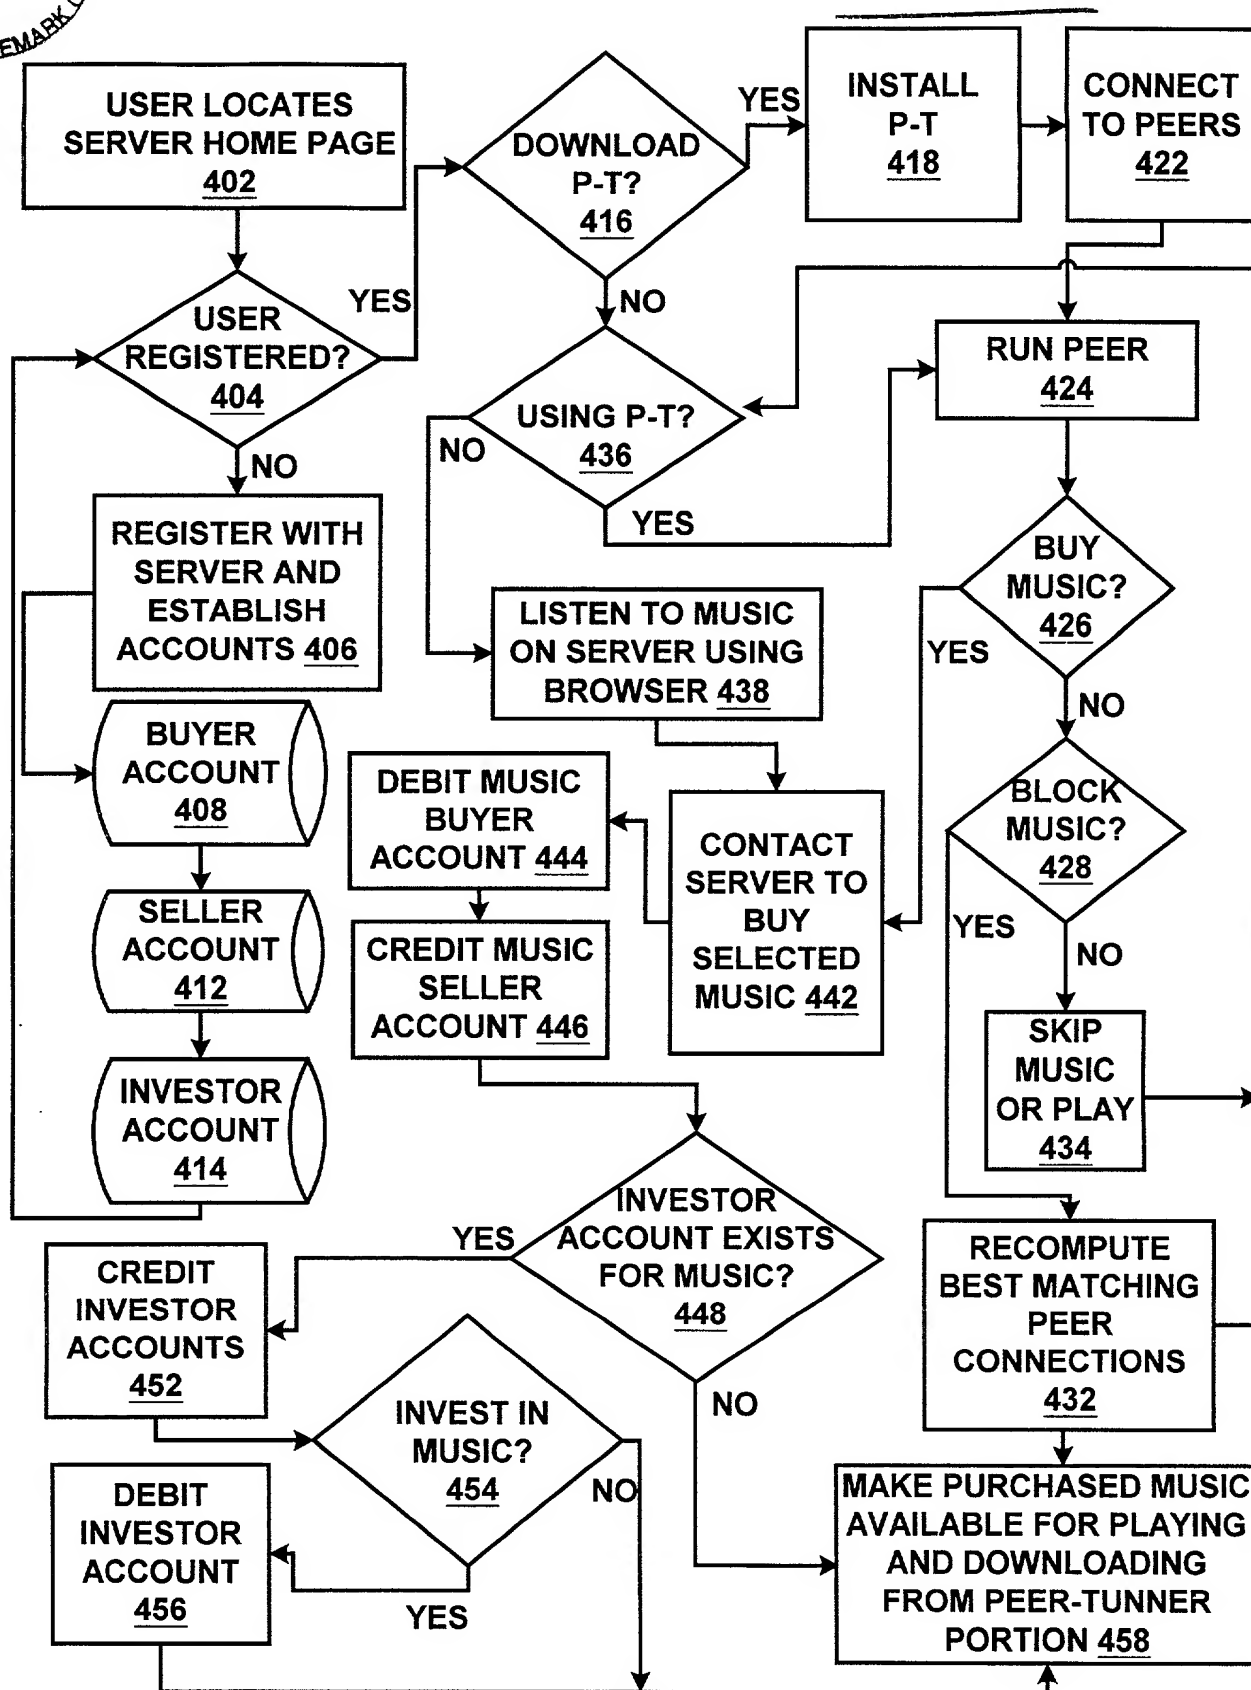 USER LOCATES
SERVER HOME PAGE
402
USER
REGISTERED?
404
YES
NO
REGISTER WITH
SERVER AND
ESTABLISH
ACCOUNTS 406
BUYER
ACCOUNT
408
SELLER
ACCOUNT
412
INVESTOR
ACCOUNT
414
DOWNLOAD
P-T?
416
YES
NO
INSTALL
P-T
418
CONNECT
TO PEERS
422
USING P-T?
436
NO
YES
RUN PEER
424
BUY
MUSIC?
426
YES
NO
BLOCK
MUSIC?
428
YES
NO
SKIP
MUSIC
OR PLAY
434
LISTEN TO MUSIC
ON SERVER USING
BROWSER 438
CONTACT
SERVER TO
BUY
SELECTED
MUSIC 442
DEBIT MUSIC
BUYER
ACCOUNT 444
CREDIT MUSIC
SELLER
ACCOUNT 446
INVESTOR
ACCOUNT EXISTS
FOR MUSIC?
448
YES
NO
CREDIT
INVESTOR
ACCOUNTS
452
INVEST IN
MUSIC?
454
NO
YES
DEBIT
INVESTOR
ACCOUNT
456
RECOMPUTE
BEST MATCHING
PEER
CONNECTIONS
432
MAKE PURCHASED MUSIC
AVAILABLE FOR PLAYING
AND DOWNLOADING
FROM PEER-TUNNER
PORTION 458